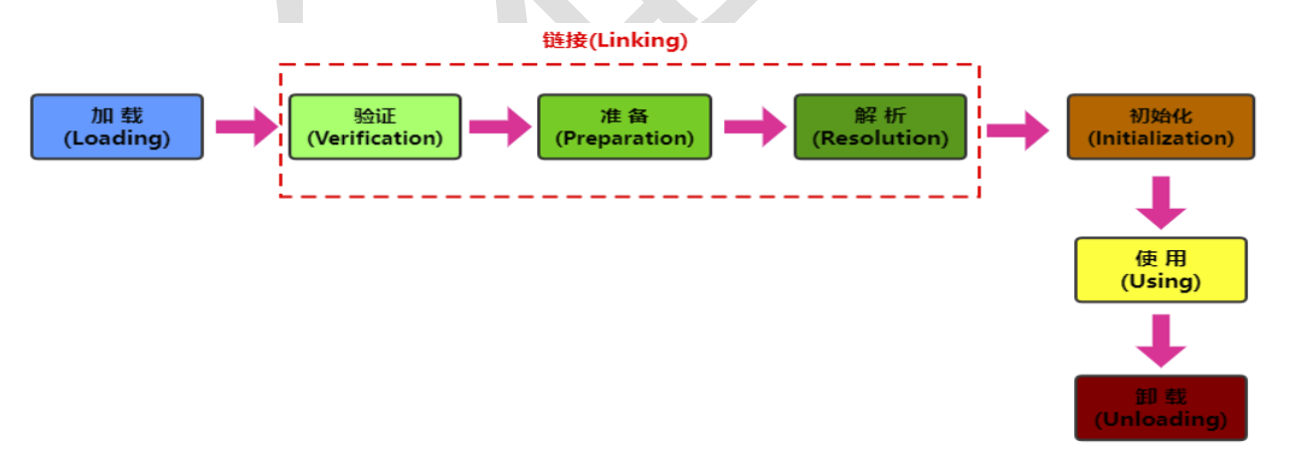 链接(Linking)
加 载
(Loading)
验证
(Verification)
准 备
(Preparation)
解 析
(Resolution)
初始化
(Initialization)
使 用
(Using)
卸 载
(Unloading)